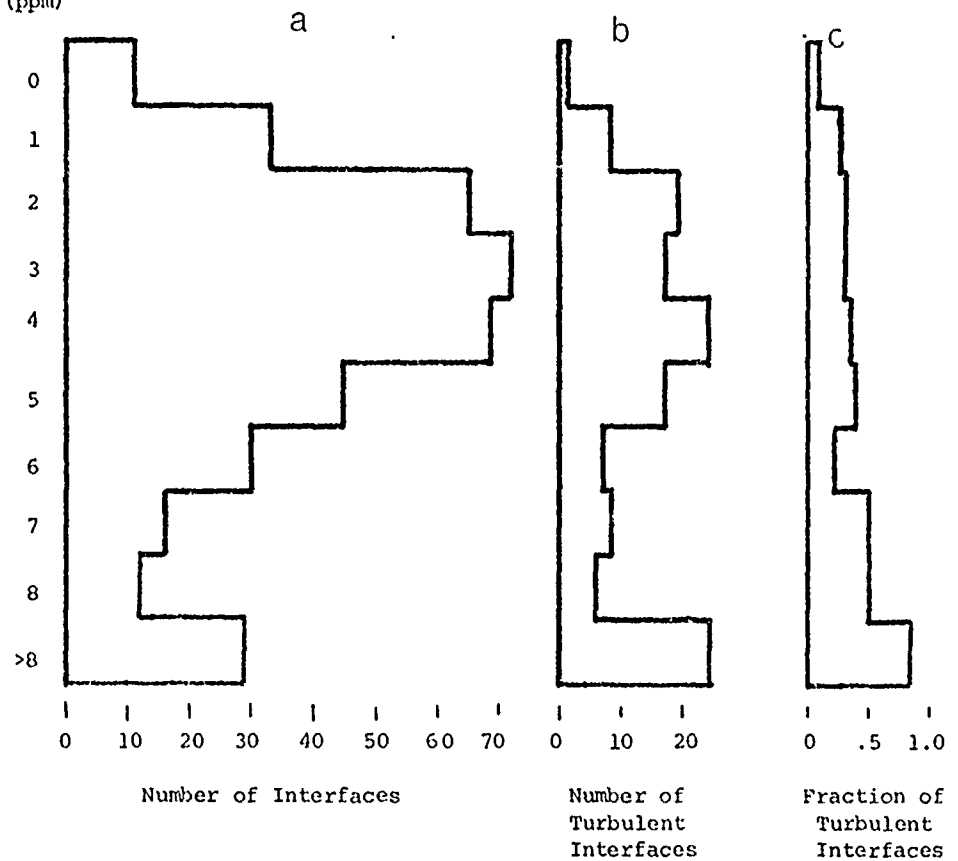 (ppm)
a
b
c
0
1
2
3
4
5
6
7
8
>8
0 10 20 30 40 50 60 70
0 10 20
0 .5 1.0
Number of Interfaces
Number of
Turbulent
Interfaces
Fraction of
Turbulent
Interfaces